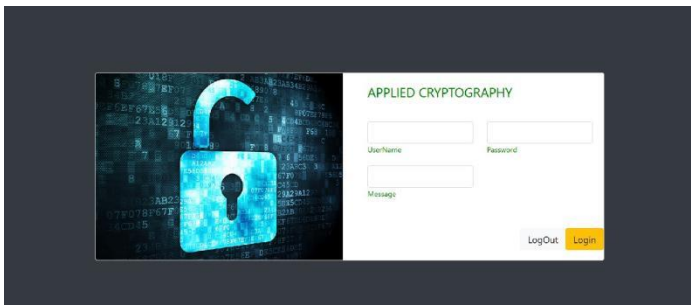 APPLIED CRYPTOGRAPHY
UserName Password
Message
LogOut Login